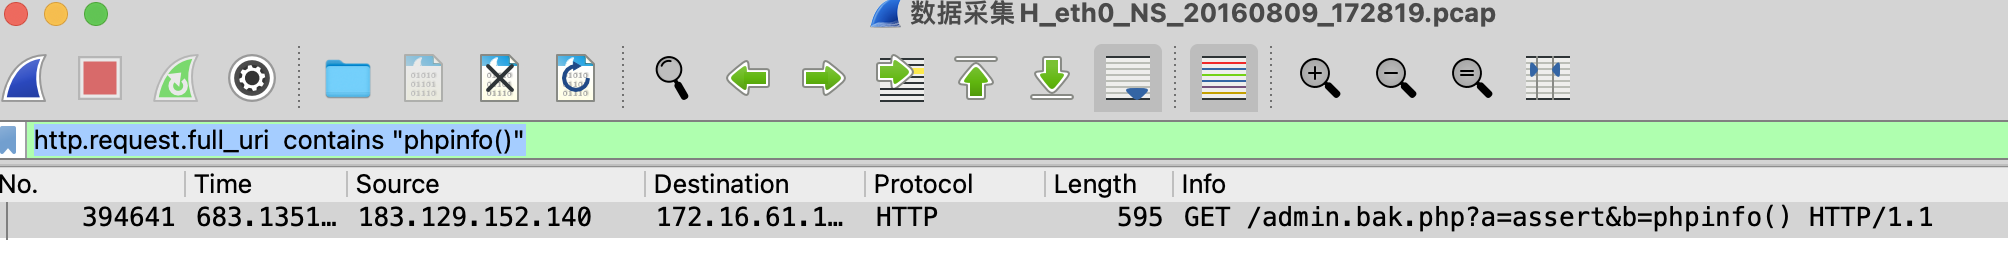 数据采集H_eth0_NS_20160809_172819.pcap
http.request.full_uri  contains "phpinfo()"
No. Time Source Destination Protocol Length Info
394641 683.1351… 183.129.152.140 172.16.61.1… HTTP 595 GET /admin.bak.php?a=assert&b=phpinfo() HTTP/1.1